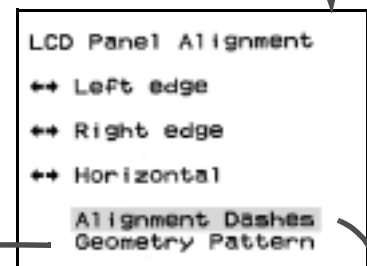 LCD Panel Alignment
↔ Left edge
↔ Right edge
↔ Horizontal
Alignment Dashes
Geometry Pattern